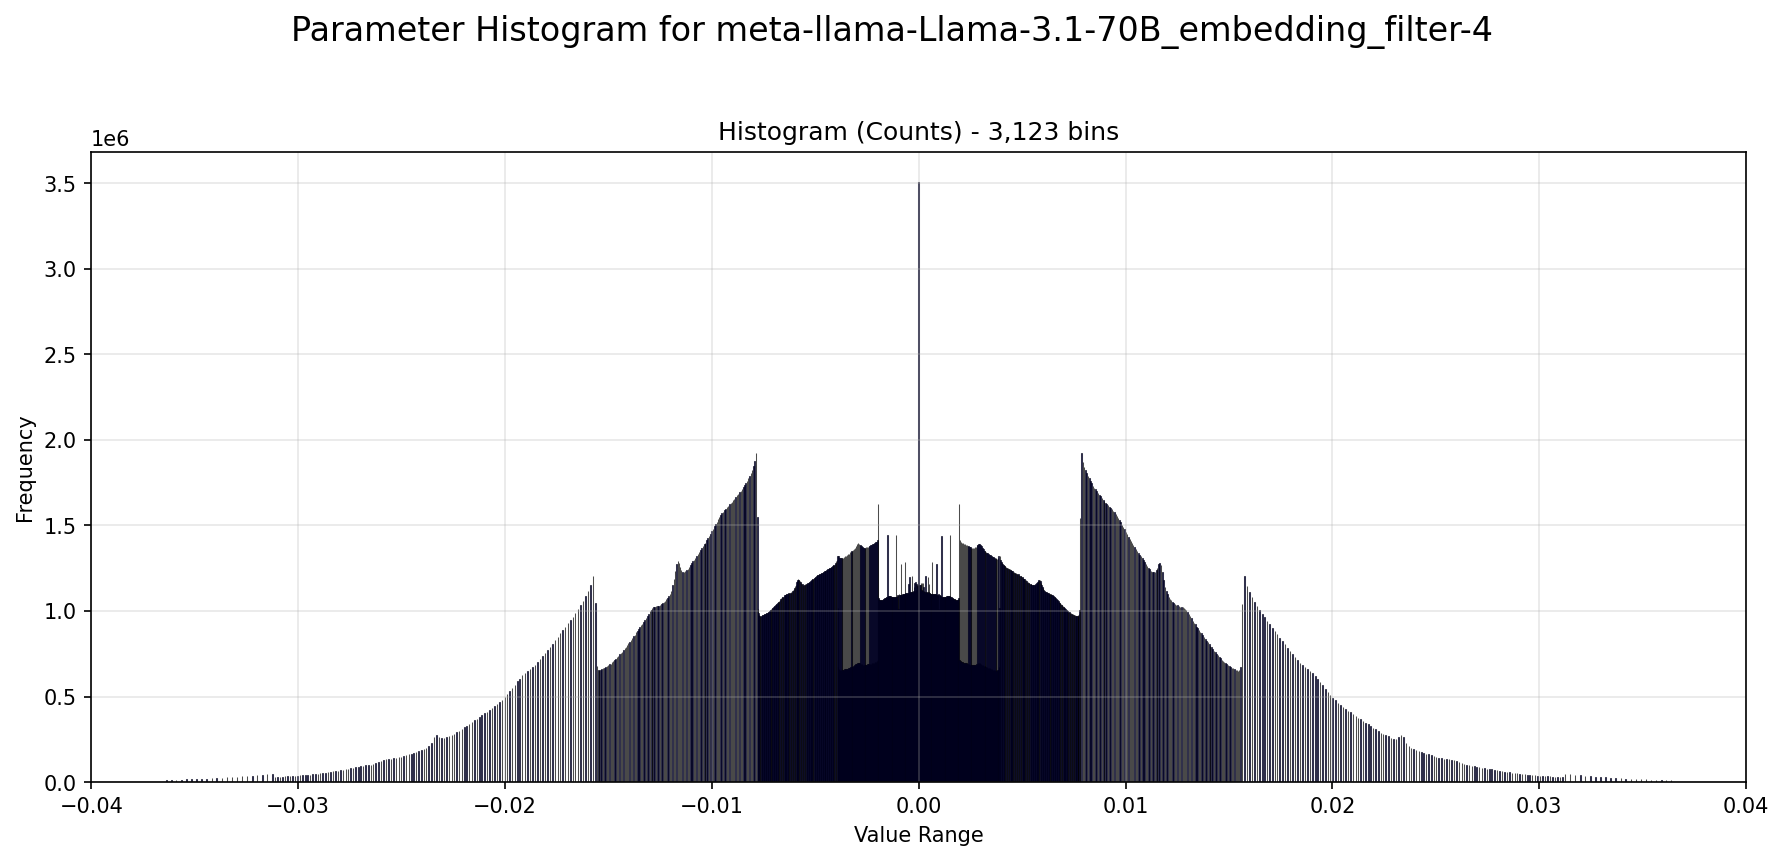 Parameter Histogram for meta-llama-Llama-3.1-70B_embedding_filter-4
Histogram (Counts) - 3,123 bins
1e6
3.5
3.0
2.5
2.0
1.5
1.0
0.5
0.0
Frequency
−0.04 −0.03 −0.02 −0.01 0.00 0.01 0.02 0.03 0.04
Value Range